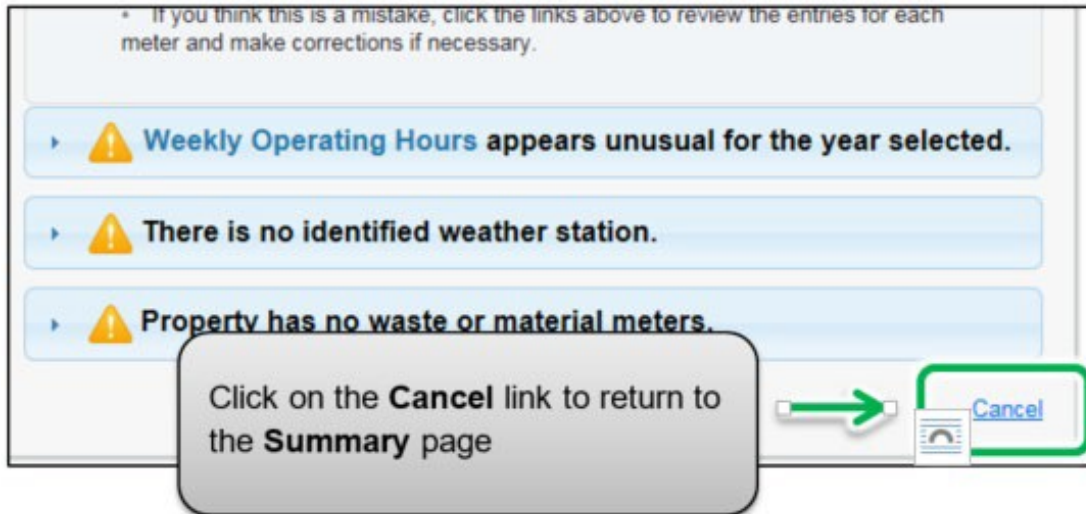 • If you think this is a mistake, click the links above to review the entries for each
meter and make corrections if necessary.
Weekly Operating Hours appears unusual for the year selected.
There is no identified weather station.
Property has no waste or material meters.
Click on the Cancel link to return to
the Summary page
Cancel